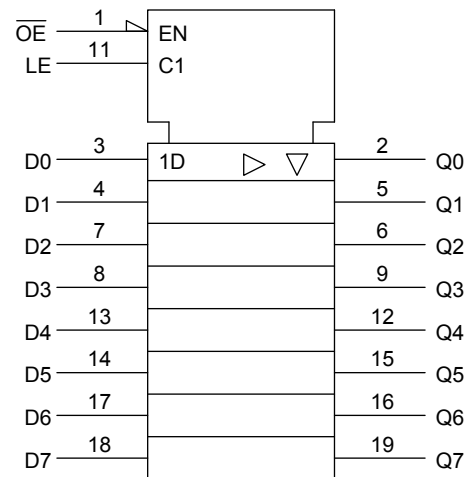 O̅E̅ 1 EN
LE 11 C1
D0 3 1D 2 Q0
D1 4 5 Q1
D2 7 6 Q2
D3 8 9 Q3
D4 13 12 Q4
D5 14 15 Q5
D6 17 16 Q6
D7 18 19 Q7